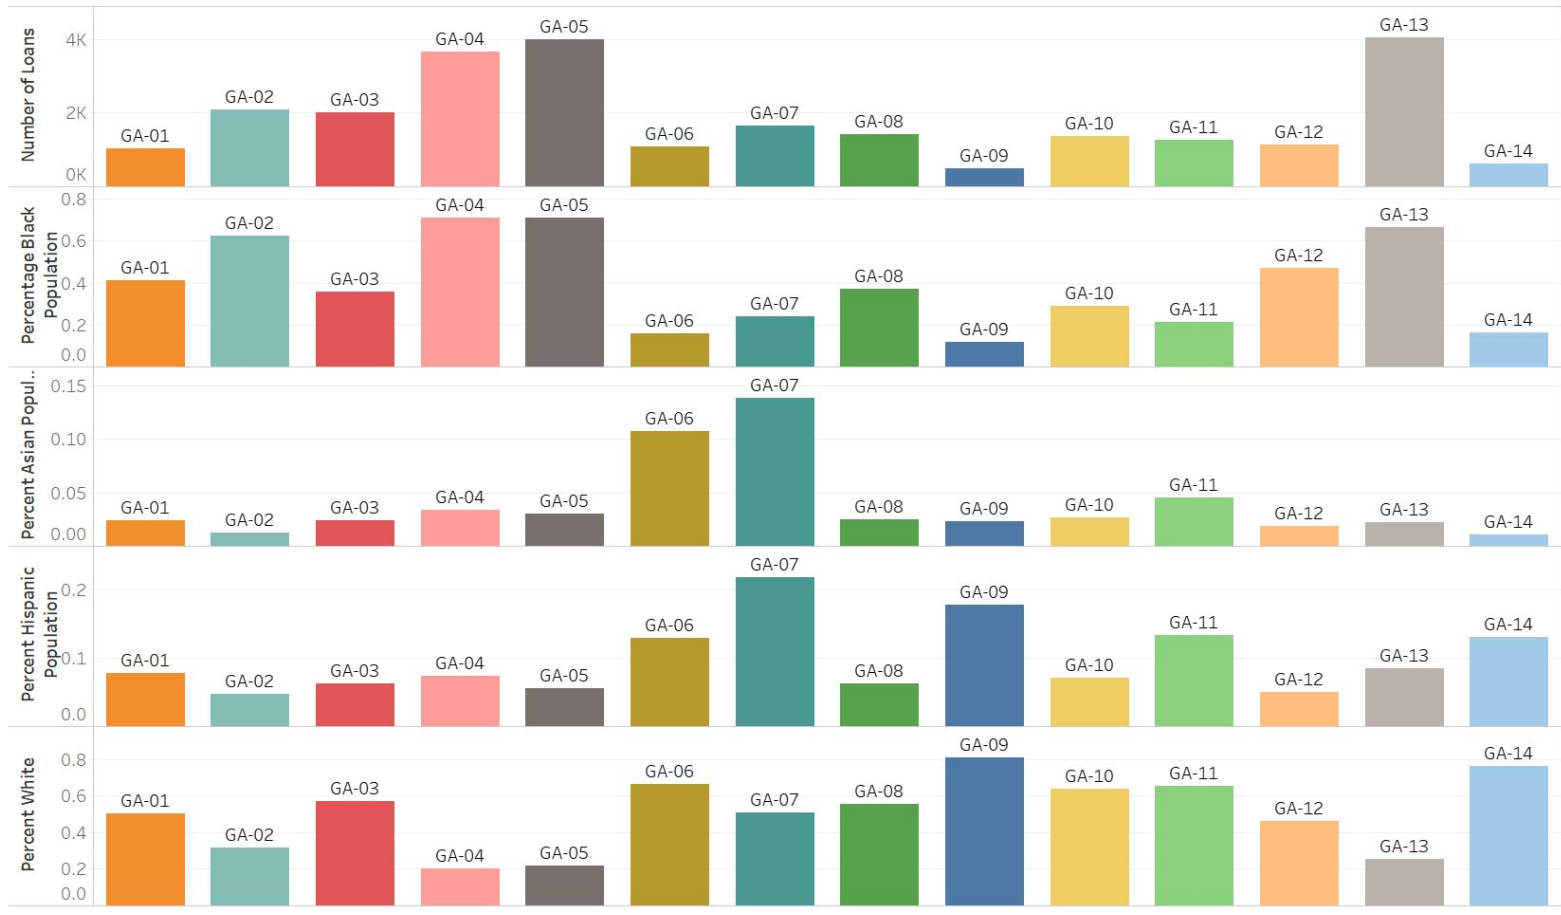 Number of Loans
4K
2K
0K
GA-01
GA-02
GA-03
GA-04
GA-05
GA-06
GA-07
GA-08
GA-09
GA-10
GA-11
GA-12
GA-13
GA-14
Percentage Black
Population
0.8
0.6
0.4
0.2
0.0
GA-01
GA-02
GA-03
GA-04
GA-05
GA-06
GA-07
GA-08
GA-09
GA-10
GA-11
GA-12
GA-13
GA-14
Percent Asian Popul..
0.15
0.10
0.05
0.00
GA-01
GA-02
GA-03
GA-04
GA-05
GA-06
GA-07
GA-08
GA-09
GA-10
GA-11
GA-12
GA-13
GA-14
Percent Hispanic
Population
0.2
0.1
0.0
GA-01
GA-02
GA-03
GA-04
GA-05
GA-06
GA-07
GA-08
GA-09
GA-10
GA-11
GA-12
GA-13
GA-14
Percent White
0.8
0.6
0.4
0.2
0.0
GA-01
GA-02
GA-03
GA-04
GA-05
GA-06
GA-07
GA-08
GA-09
GA-10
GA-11
GA-12
GA-13
GA-14